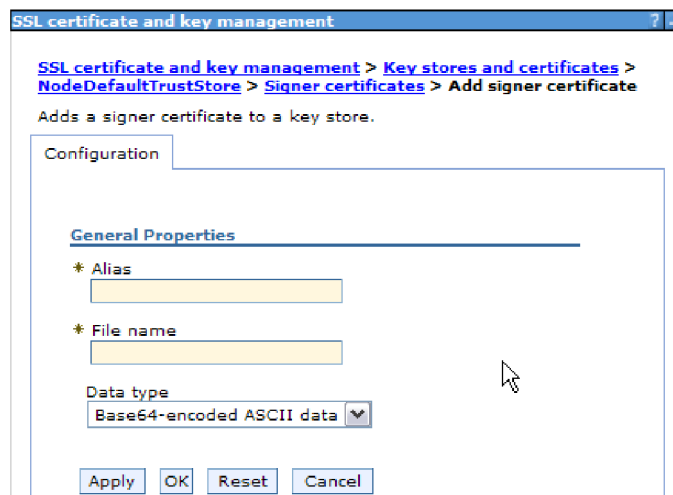 SSL certificate and key management ?
SSL certificate and key management > Key stores and certificates >
NodeDefaultTrustStore > Signer certificates > Add signer certificate
Adds a signer certificate to a key store.
Configuration
General Properties
* Alias
* File name
Data type
Base64-encoded ASCII data
Apply OK Reset Cancel